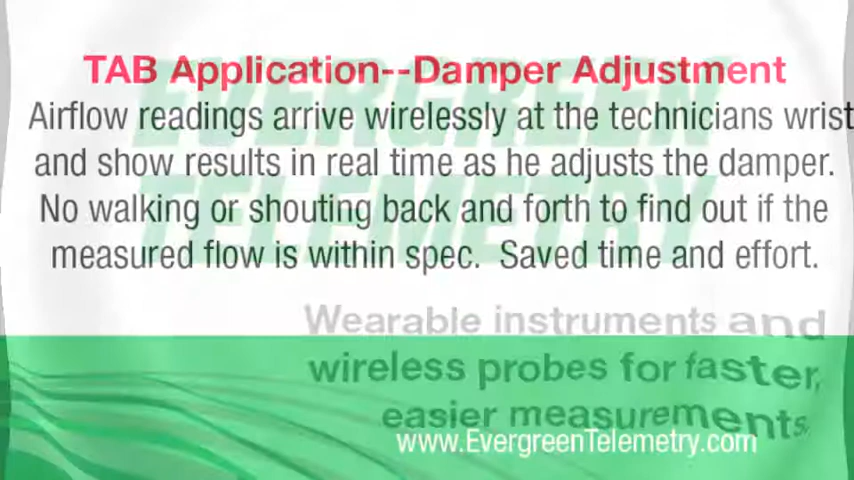 EVERGREEN
TELEMETRY
TAB Application--Damper Adjustment
Airflow readings arrive wirelessly at the technicians wrist
and show results in real time as he adjusts the damper.
No walking or shouting back and forth to find out if the
measured flow is within spec. Saved time and effort.
Wearable instruments and
wireless probes for faster,
easier measurements.
www.EvergreenTelemetry.com